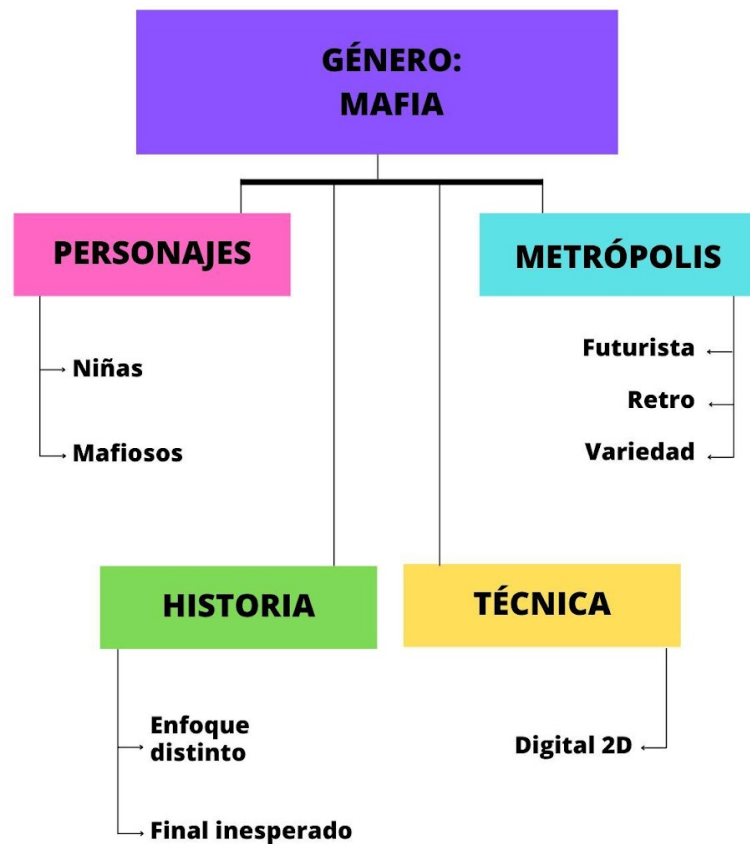 GÉNERO:
MAFIA
PERSONAJES
Niñas
Mafiosos
METRÓPOLIS
Futurista
Retro
Variedad
HISTORIA
Enfoque
distinto
Final inesperado
TÉCNICA
Digital 2D